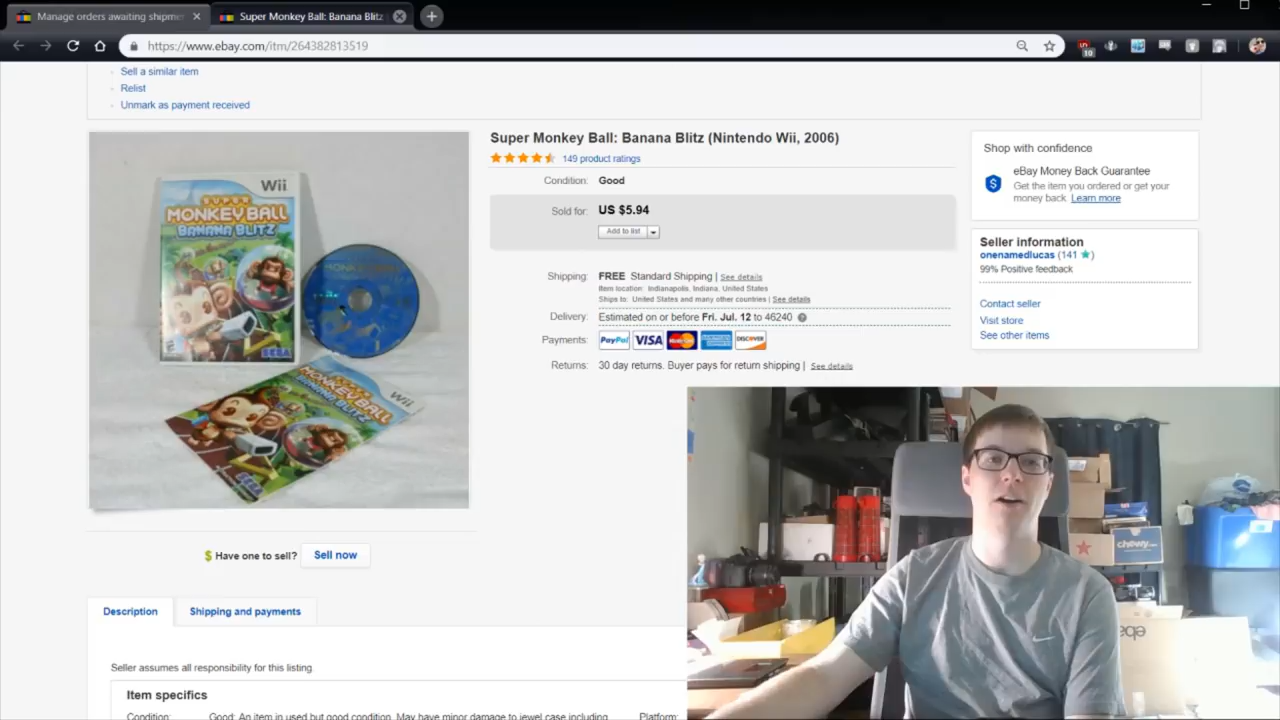 Manage orders awaiting shipme
Super Monkey Ball: Banana Blitz
https://www.ebay.com/itm/264382813519
10
Sell a similar item
Relist
Unmark as payment received
Wii
SUPER
MONKEY BALL
BANANA BLITZ
SEGA
MONKEY BALL
BANANA BLITZ
Wii
SEGA
Super Monkey Ball: Banana Blitz (Nintendo Wii, 2006)
149 product ratings
Condition: Good
Sold for: US $5.94
Add to list
Shipping: FREE Standard Shipping | See details
Item location: Indianapolis, Indiana, United States
Ships to: United States and many other countries | See details
Delivery: Estimated on or before Fri. Jul. 12 to 46240
Payments: PayPal VISA MasterCard DISCOVER
Returns: 30 day returns. Buyer pays for return shipping | See details
Shop with confidence
eBay Money Back Guarantee
Get the item you ordered or get your
money back Learn more
Seller information
onenamedlucas (141)
99% Positive feedback
Contact seller
Visit store
See other items
$ Have one to sell? Sell now
Description
Shipping and payments
Seller assumes all responsibility for this listing.
Item specifics
Condition: Good: An item in used but good condition. May have minor damage to jewel case including
Platform:
chewy
ebay